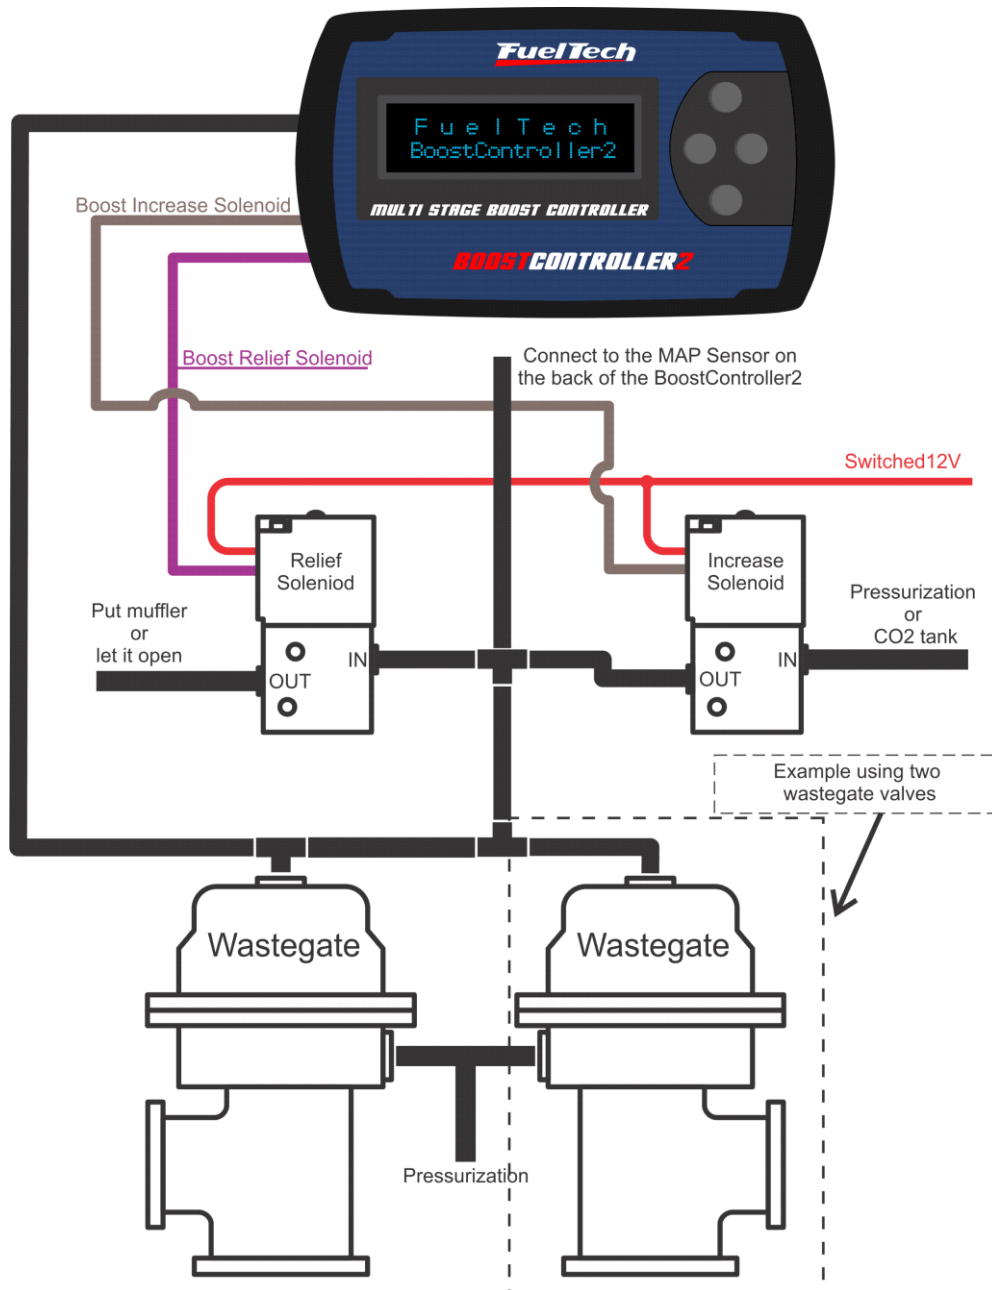 FuelTech
FuelTech
BoostController2
MULTI STAGE BOOST CONTROLLER
BOOSTCONTROLLER2
Boost Increase Solenoid
Boost Relief Solenoid
Connect to the MAP Sensor on
the back of the BoostController2
Switched12V
Relief
Soleniod
Increase
Solenoid
Put muffler
or
let it open
Pressurization
or
CO2 tank
IN
OUT
IN
OUT
Example using two
wastegate valves
Wastegate
Wastegate
Pressurization